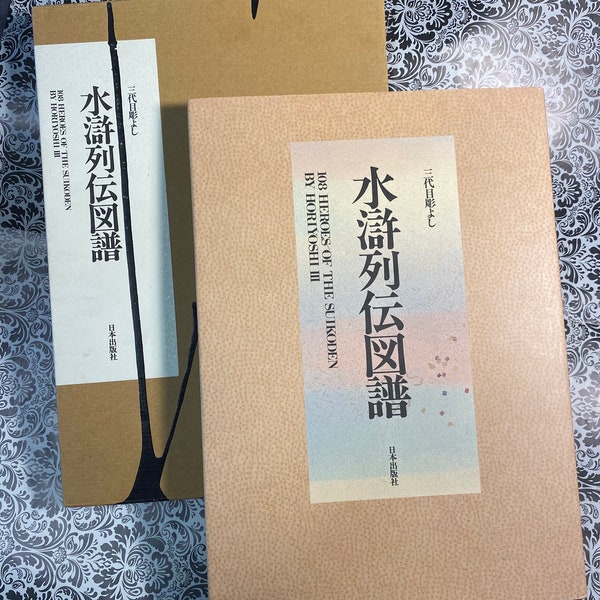 三代目彫よし
水滸列伝図譜
108 HEROES OF THE SUIKODEN
BY HORIYOSHI III
日本出版社
三代目彫よし
水滸列伝図譜
108 HEROES OF THE SUIKODEN
BY HORIYOSHI III
日本出版社